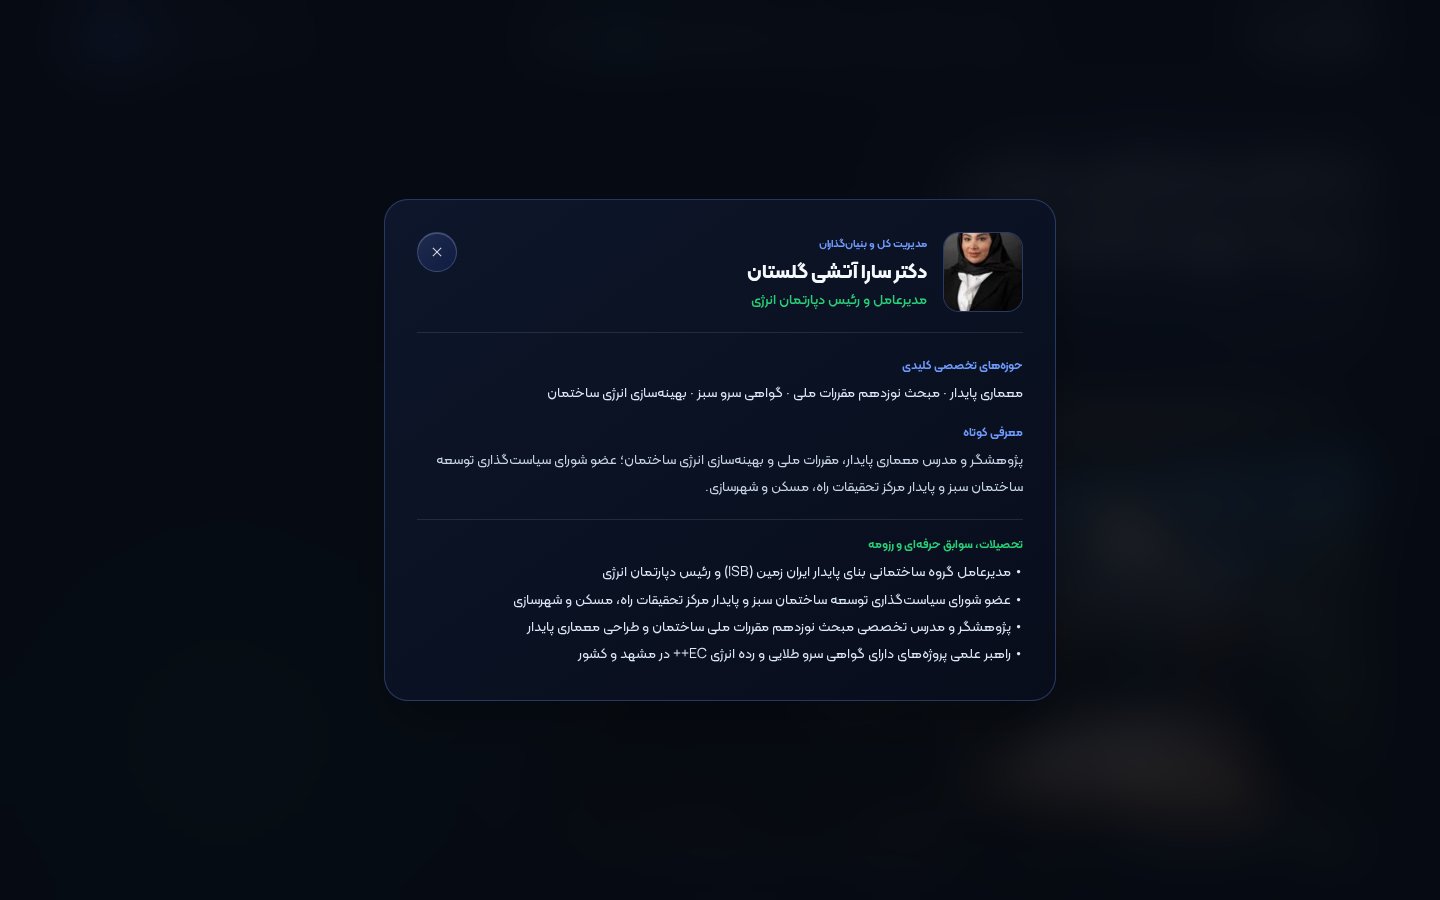 مدیریت کل و بنیان‌گذاران
دکتر سارا آتشی گلستان
مدیرعامل و رئیس دپارتمان انرژی
حوزه‌های تخصصی کلیدی
معماری پایدار · مبحث نوزدهم مقررات ملی · گواهی سرو سبز · بهینه‌سازی انرژی ساختمان
معرفی کوتاه
پژوهشگر و مدرس معماری پایدار، مقررات ملی و بهینه‌سازی انرژی ساختمان؛ عضو شورای سیاست‌گذاری توسعه
ساختمان سبز و پایدار مرکز تحقیقات راه، مسکن و شهرسازی.
تحصیلات، سوابق حرفه‌ای و رزومه
• مدیرعامل گروه ساختمانی بنای پایدار ایران زمین (ISB) و رئیس دپارتمان انرژی
• عضو شورای سیاست‌گذاری توسعه ساختمان سبز و پایدار مرکز تحقیقات راه، مسکن و شهرسازی
• پژوهشگر و مدرس تخصصی مبحث نوزدهم مقررات ملی ساختمان و طراحی معماری پایدار
• راهبر علمی پروژه‌های دارای گواهی سرو طلایی و رده انرژی EC++ در مشهد و کشور